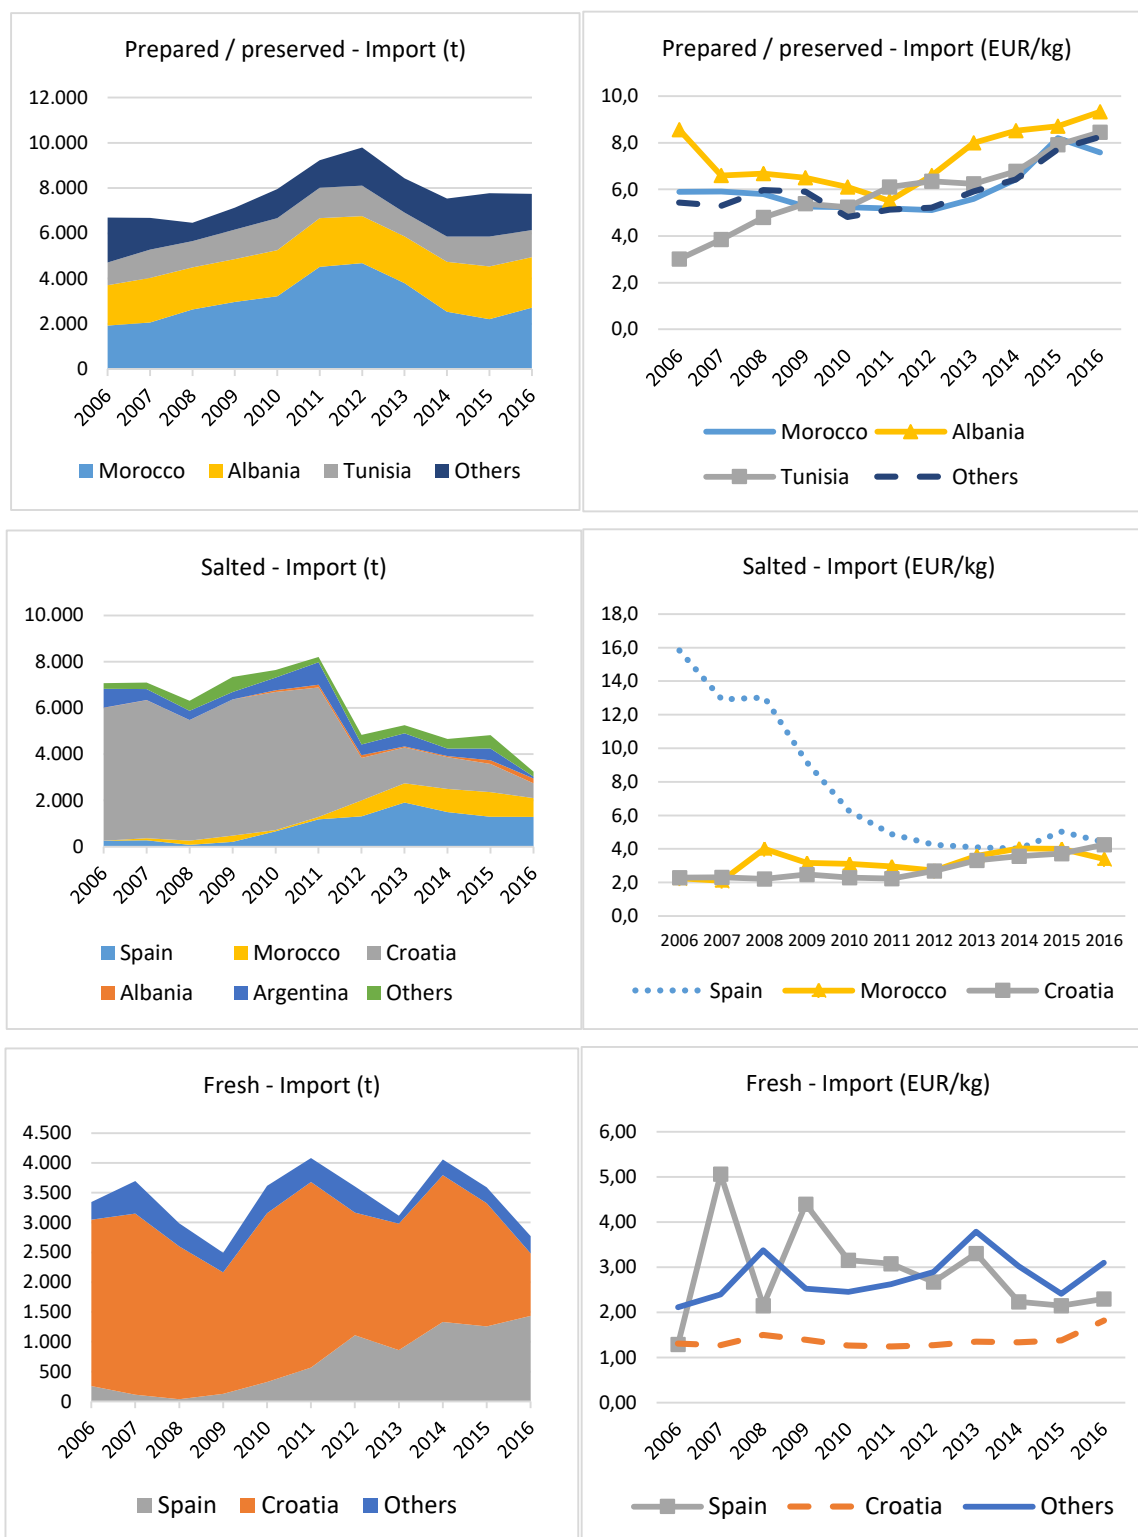 Prepared / preserved - Import (t)
12.000
10.000
8.000
6.000
4.000
2.000
0
2006 2007 2008 2009 2010 2011 2012 2013 2014 2015 2016
Morocco Albania Tunisia Others
Prepared / preserved - Import (EUR/kg)
10,0
8,0
6,0
4,0
2,0
0,0
2006 2007 2008 2009 2010 2011 2012 2013 2014 2015 2016
Morocco Albania
Tunisia Others
Salted - Import (t)
10.000
8.000
6.000
4.000
2.000
0
2006 2007 2008 2009 2010 2011 2012 2013 2014 2015 2016
Spain Morocco Croatia
Albania Argentina Others
Salted - Import (EUR/kg)
18,0
16,0
14,0
12,0
10,0
8,0
6,0
4,0
2,0
0,0
2006 2007 2008 2009 2010 2011 2012 2013 2014 2015 2016
Spain Morocco Croatia
Fresh - Import (t)
4.500
4.000
3.500
3.000
2.500
2.000
1.500
1.000
500
0
2006 2007 2008 2009 2010 2011 2012 2013 2014 2015 2016
Spain Croatia Others
Fresh - Import (EUR/kg)
6,00
5,00
4,00
3,00
2,00
1,00
0,00
2006 2007 2008 2009 2010 2011 2012 2013 2014 2015 2016
Spain Croatia Others